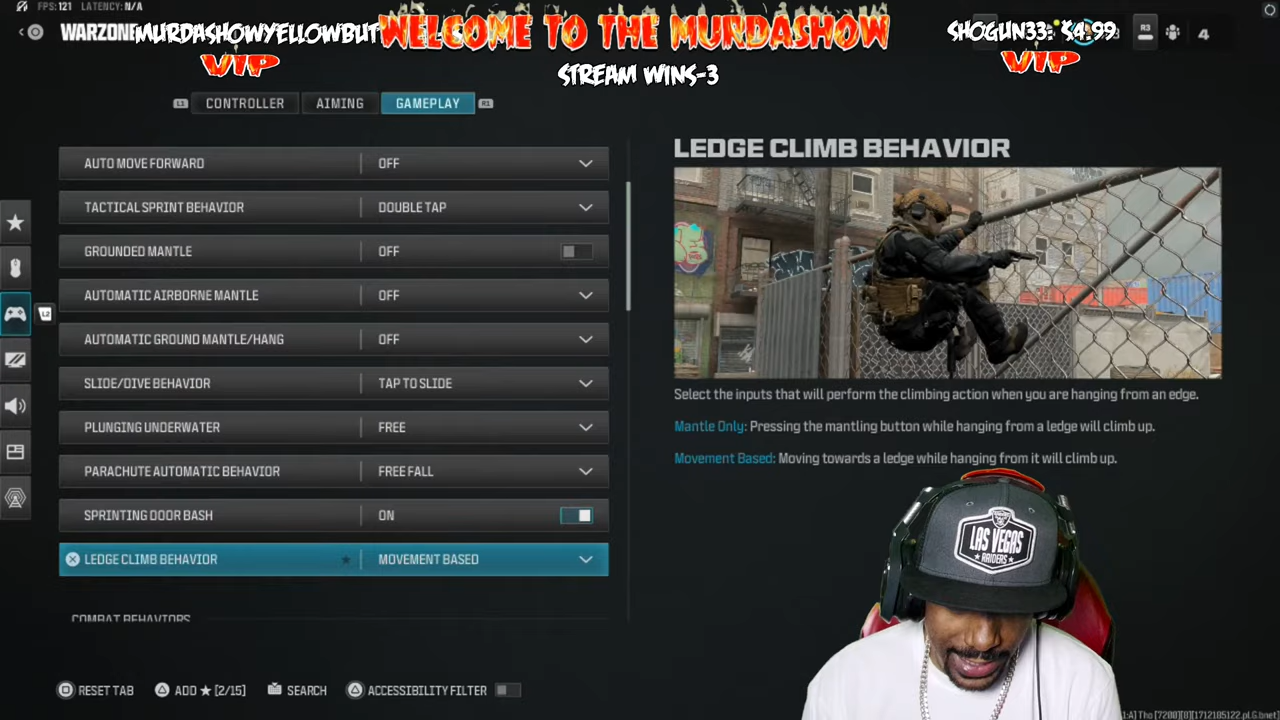 FPS: 121 LATENCY: N/A
WARZONE
MURDASHOWYELLOWBUT
VIP
WELCOME TO THE MURDASHOW
STREAM WINS-3
SHOGUN33: $4.99
VIP
R3
4
L1 CONTROLLER AIMING GAMEPLAY R1
AUTO MOVE FORWARD OFF
TACTICAL SPRINT BEHAVIOR DOUBLE TAP
GROUNDED MANTLE OFF
AUTOMATIC AIRBORNE MANTLE OFF
L2
AUTOMATIC GROUND MANTLE/HANG OFF
SLIDE/DIVE BEHAVIOR TAP TO SLIDE
PLUNGING UNDERWATER FREE
PARACHUTE AUTOMATIC BEHAVIOR FREE FALL
SPRINTING DOOR BASH ON
LEDGE CLIMB BEHAVIOR MOVEMENT BASED
COMBAT BEHAVIORS
LEDGE CLIMB BEHAVIOR
Select the inputs that will perform the climbing action when you are hanging from an edge.
Mantle Only: Pressing the mantling button while hanging from a ledge will climb up.
Movement Based: Moving towards a ledge while hanging from it will climb up.
LAS VEGAS
RAIDERS
RESET TAB ADD ★ [2/15] SEARCH ACCESSIBILITY FILTER